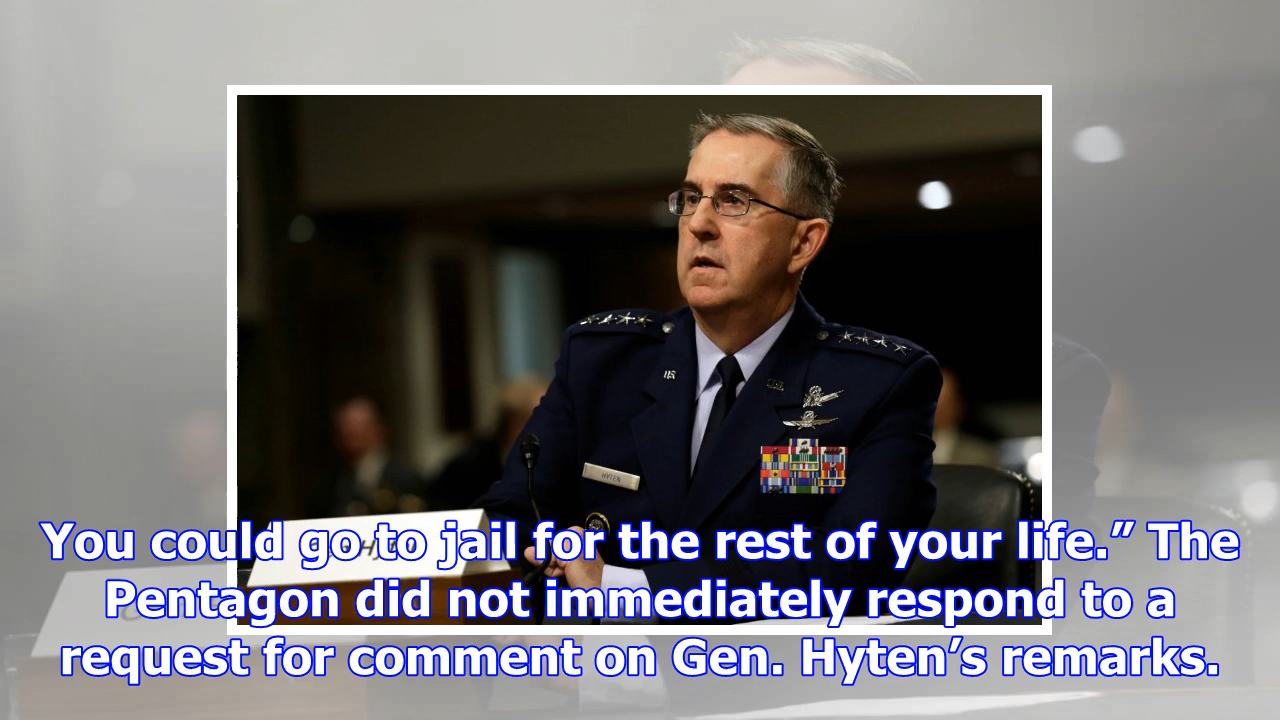 HYTEN
You could go to jail for the rest of your life.” The
Pentagon did not immediately respond to a
request for comment on Gen. Hyten’s remarks.